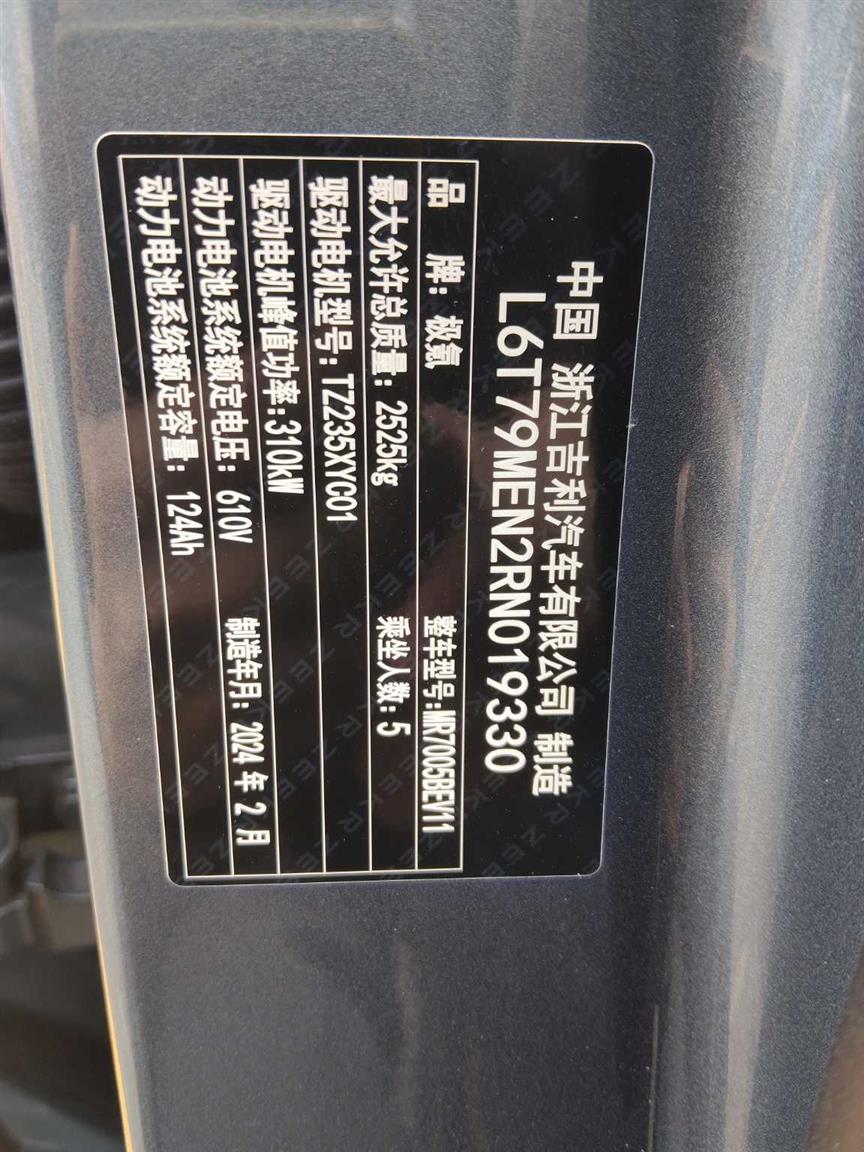 中国 浙江吉利汽车有限公司 制造
L6T79MEN2RN019330
品 牌: 极氪 整车型号: MR7005BEV11
最大允许总质量: 2525kg 乘坐人数: 5
驱动电机型号: TZ235XYC01
驱动电机峰值功率: 310kW
动力电池系统额定电压: 610V 制造年月: 2024 年 2 月
动力电池系统额定容量: 124Ah